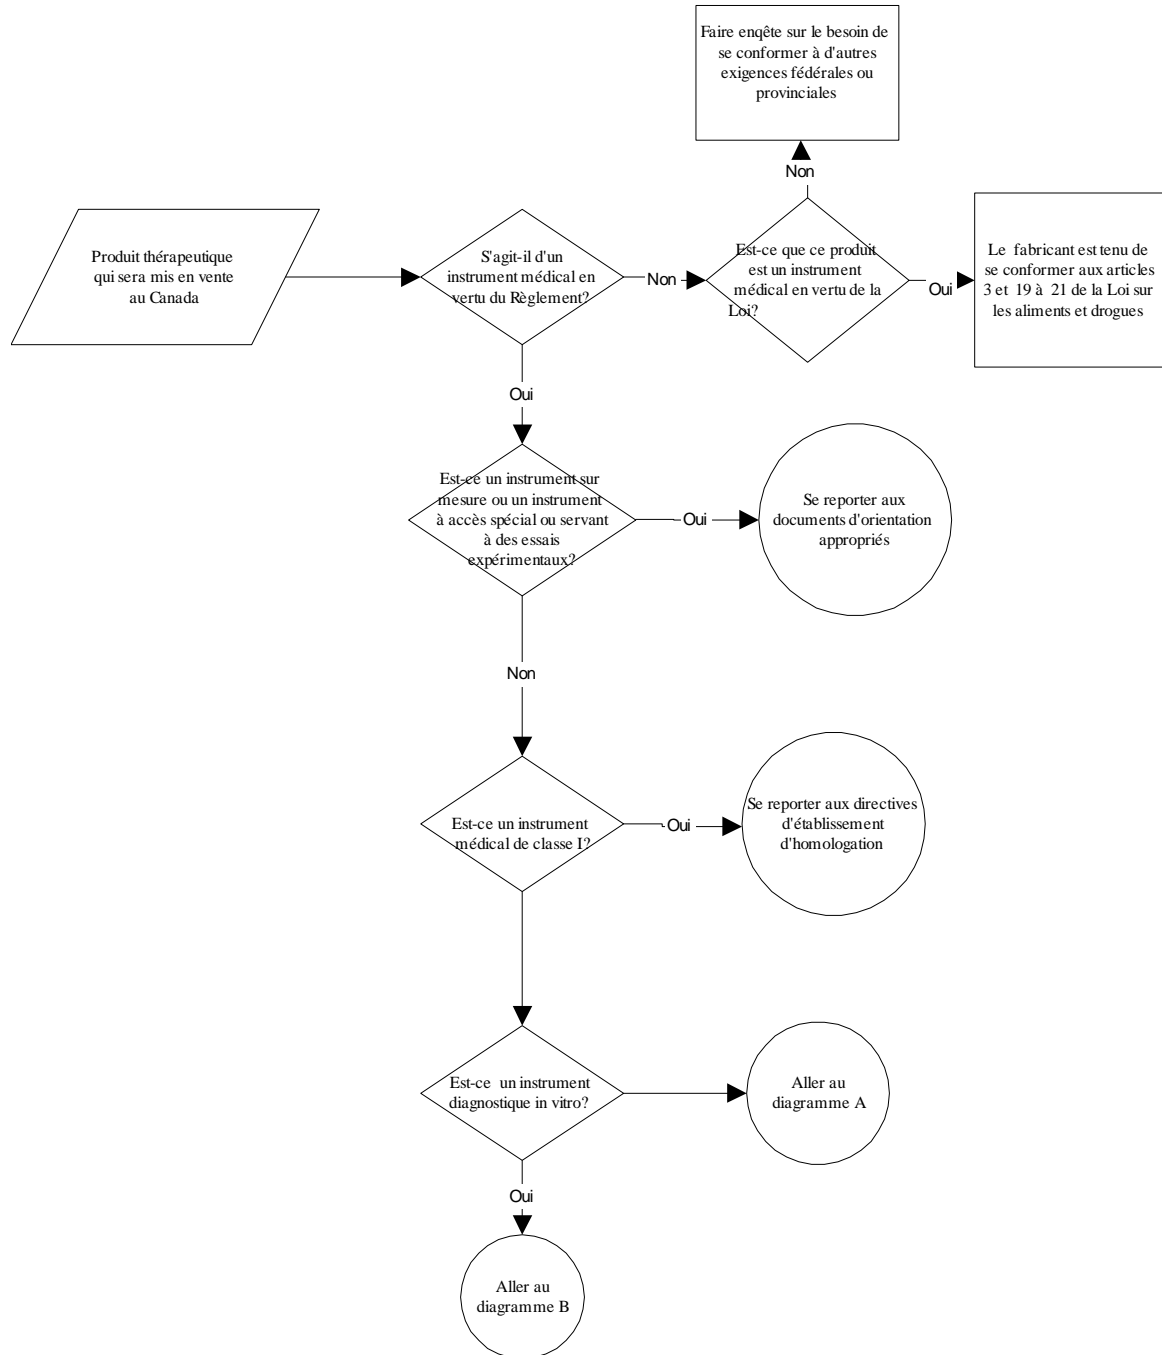 Faire enqête sur le besoin de
se conformer à d'autres
exigences fédérales ou
provinciales
Non
Produit thérapeutique
qui sera mis en vente
au Canada
S'agit-il d'un
instrument médical en
vertu du Règlement?
Non
Est-ce que ce produit
est un instrument
médical en vertu de la
Loi?
Oui
Le fabricant est tenu de
se conformer aux articles
3 et 19 à 21 de la Loi sur
les aliments et drogues
Oui
Est-ce un instrument sur
mesure ou un instrument
à accès spécial ou servant
à des essais
expérimentaux?
Oui
Se reporter aux
documents d'orientation
appropriés
Non
Est-ce un instrument
médical de classe I?
Oui
Se reporter aux directives
d'établissement
d'homologation
Est-ce un instrument
diagnostique in vitro?
Aller au
diagramme A
Oui
Aller au
diagramme B